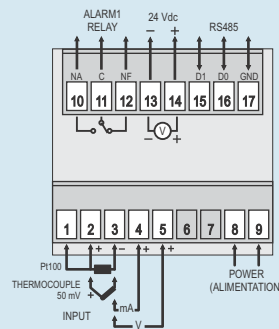 ALARM1 RELAY
24 Vdc
RS485
− +
NA C NF D1 D0 GND
10 11 12 13 14 15 16 17
− V +
1 2 3 4 5 6 7 8 9
+ − + +
Pt100
THERMOCOUPLE
50 mV
+
mA
V
INPUT
POWER
(ALIMENTATION)